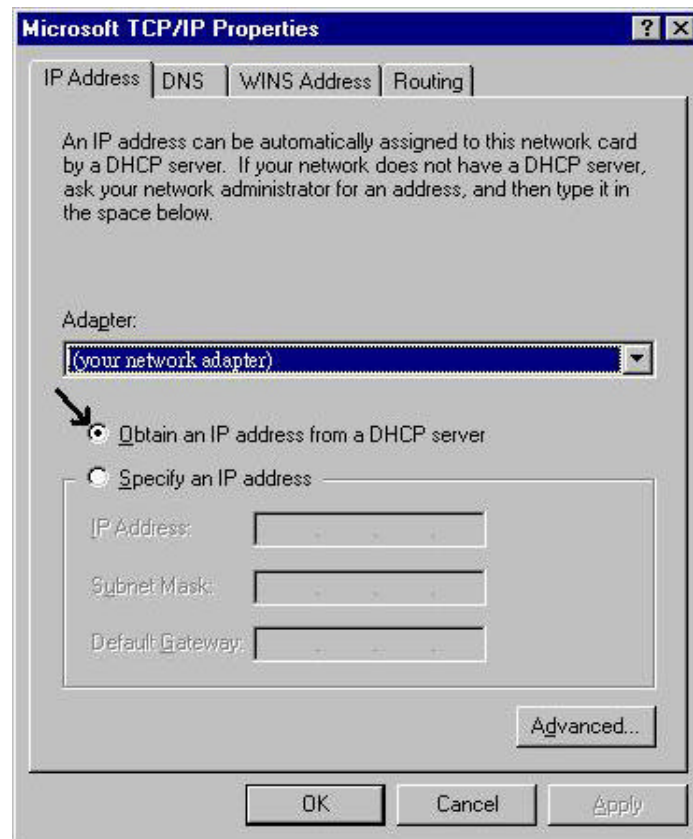 Microsoft TCP/IP Properties
IP Address DNS WINS Address Routing
An IP address can be automatically assigned to this network card
by a DHCP server. If your network does not have a DHCP server,
ask your network administrator for an address, and then type it in
the space below.
Adapter:
(your network adapter)
Obtain an IP address from a DHCP server
Specify an IP address
IP Address:
Subnet Mask:
Default Gateway:
Advanced...
OK Cancel Apply